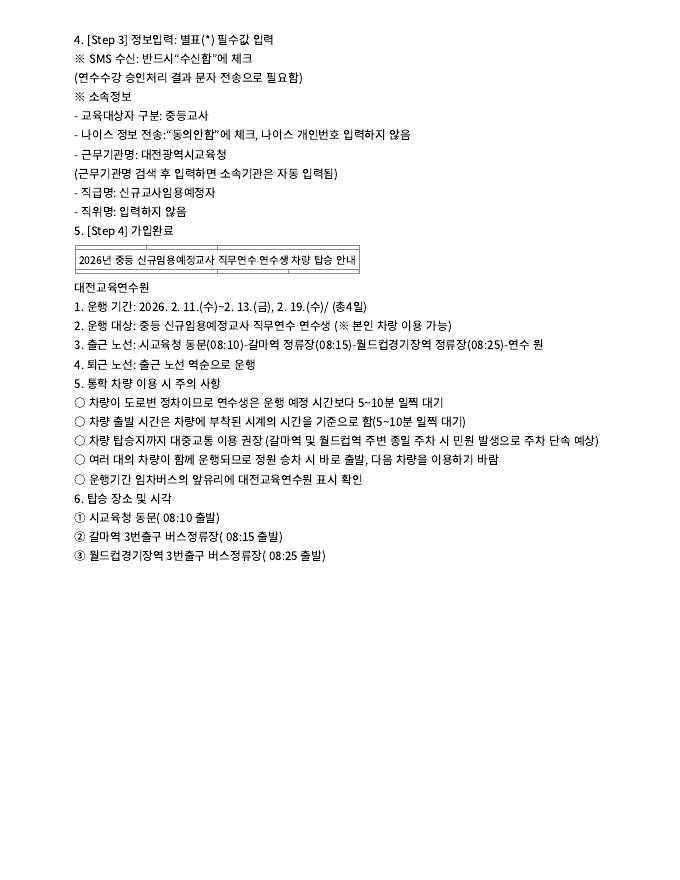 4. [Step 3] 정보입력: 별표(*) 필수값 입력
※ SMS 수신: 반드시“수신함”에 체크
(연수수강 승인처리 결과 문자 전송으로 필요함)
※ 소속정보
- 교육대상자 구분: 중등교사
- 나이스 정보 전송:“동의안함”에 체크, 나이스 개인번호 입력하지 않음
- 근무기관명: 대전광역시교육청
(근무기관명 검색 후 입력하면 소속기관은 자동 입력됨)
- 직급명: 신규교사임용예정자
- 직위명: 입력하지 않음
5. [Step 4] 가입완료
2026년 중등 신규임용예정교사 직무연수 연수생 차량 탑승 안내
대전교육연수원
1. 운행 기간: 2026. 2. 11.(수)~2. 13.(금), 2. 19.(수)/ (총4일)
2. 운행 대상: 중등 신규임용예정교사 직무연수 연수생 (※ 본인 차랑 이용 가능)
3. 출근 노선: 시교육청 동문(08:10)-갈마역 정류장(08:15)-월드컵경기장역 정류장(08:25)-연수 원
4. 퇴근 노선: 출근 노선 역순으로 운행
5. 통학 차량 이용 시 주의 사항
○ 차량이 도로변 정차이므로 연수생은 운행 예정 시간보다 5~10분 일찍 대기
○ 차량 출발 시간은 차량에 부착된 시계의 시간을 기준으로 함(5~10분 일찍 대기)
○ 차량 탑승지까지 대중교통 이용 권장 (갈마역 및 월드컵역 주변 종일 주차 시 민원 발생으로 주차 단속 예상)
○ 여러 대의 차량이 함께 운행되므로 정원 승차 시 바로 출발, 다음 차량을 이용하기 바람
○ 운행기간 임차버스의 앞유리에 대전교육연수원 표시 확인
6. 탑승 장소 및 시각
① 시교육청 동문( 08:10 출발)
② 갈마역 3번출구 버스정류장( 08:15 출발)
③ 월드컵경기장역 3번출구 버스정류장( 08:25 출발)